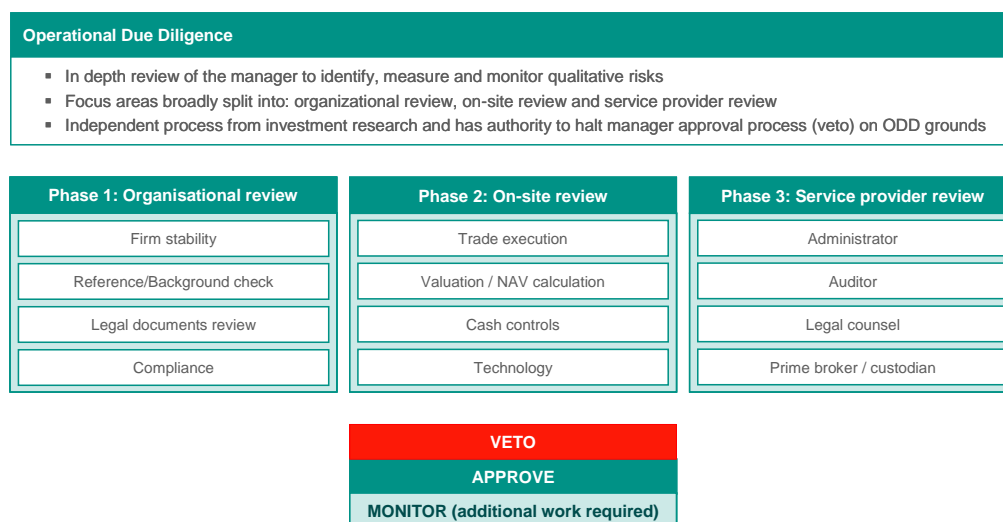 Operational Due Diligence
▪ In depth review of the manager to identify, measure and monitor qualitative risks
▪ Focus areas broadly split into: organizational review, on-site review and service provider review
▪ Independent process from investment research and has authority to halt manager approval process (veto) on ODD grounds
Phase 1: Organisational review
Firm stability
Reference/Background check
Legal documents review
Compliance
Phase 2: On-site review
Trade execution
Valuation / NAV calculation
Cash controls
Technology
Phase 3: Service provider review
Administrator
Auditor
Legal counsel
Prime broker / custodian
VETO
APPROVE
MONITOR (additional work required)